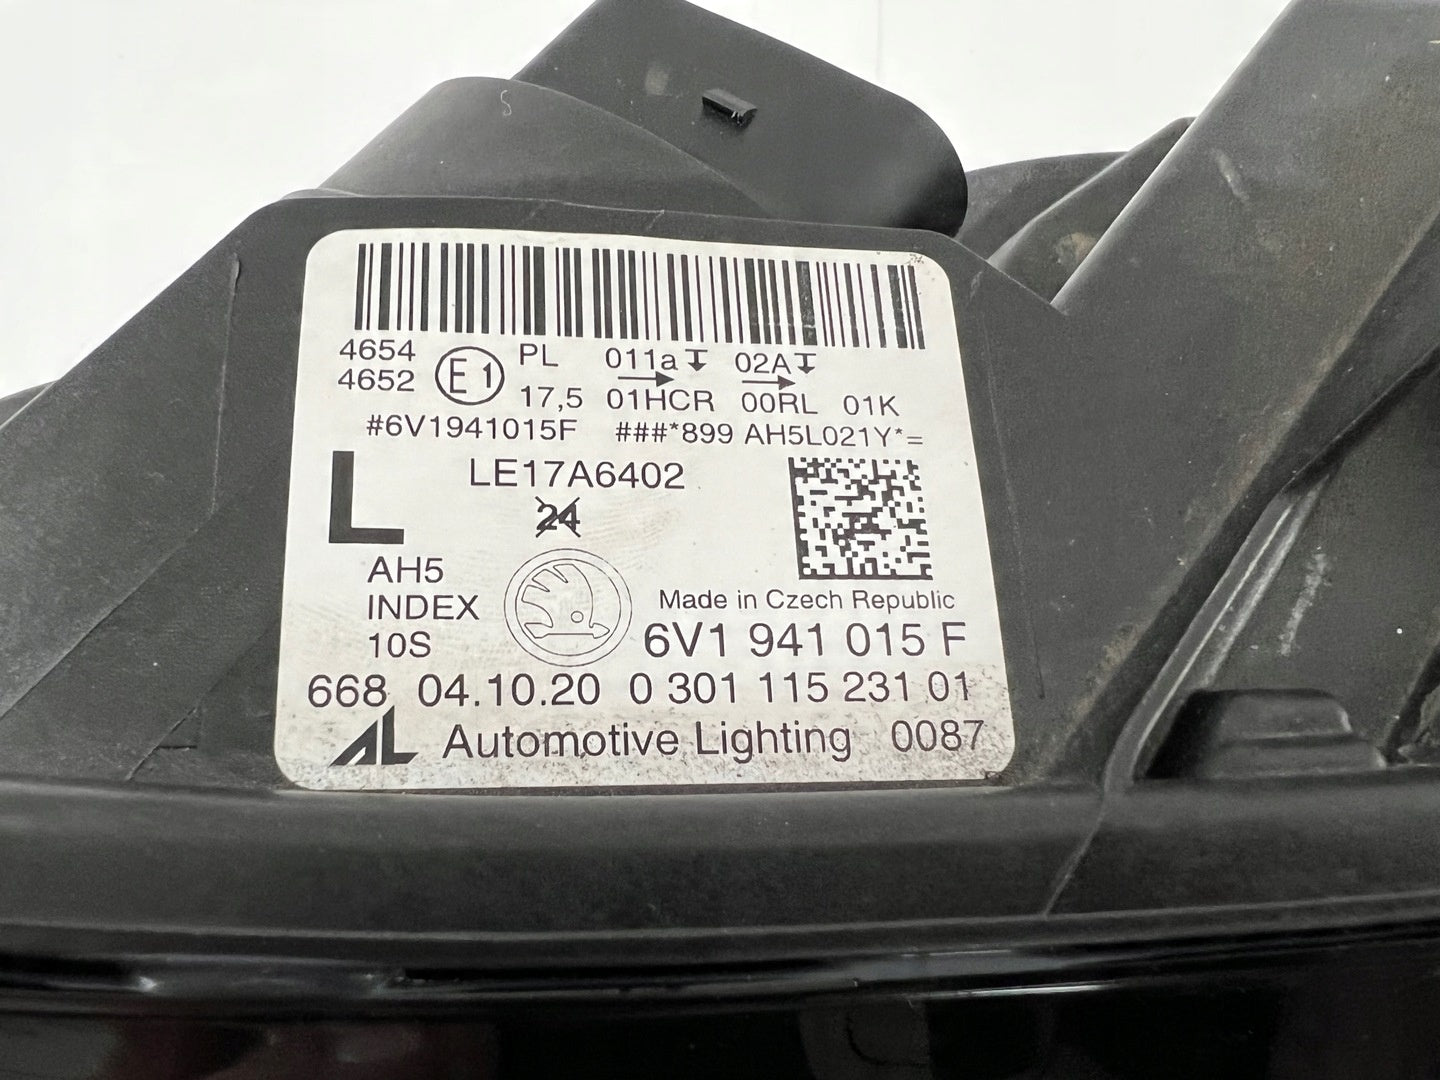 4654 PL 011a 02A
4652 E1 17,5 01HCR 00RL 01K
#6V1941015F ###*899 AH5L021Y*=
L LE17A6402
24
AH5
INDEX Made in Czech Republic
10S 6V1 941 015 F
668 04.10.20 0 301 115 231 01
AL Automotive Lighting 0087